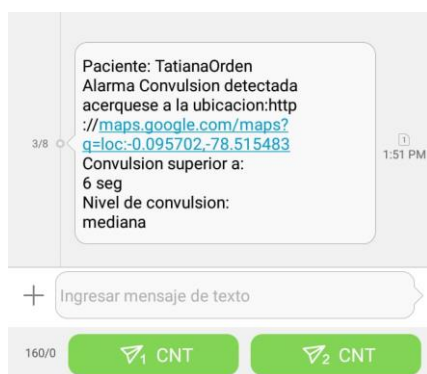 Paciente: TatianaOrden
Alarma Convulsion detectada
acerquese a la ubicacion:http
://maps.google.com/maps?
q=loc:-0.095702,-78.515483
Convulsion superior a:
6 seg
Nivel de convulsion:
mediana
3/8
1
1:51 PM
Ingresar mensaje de texto
160/0
1 CNT
2 CNT